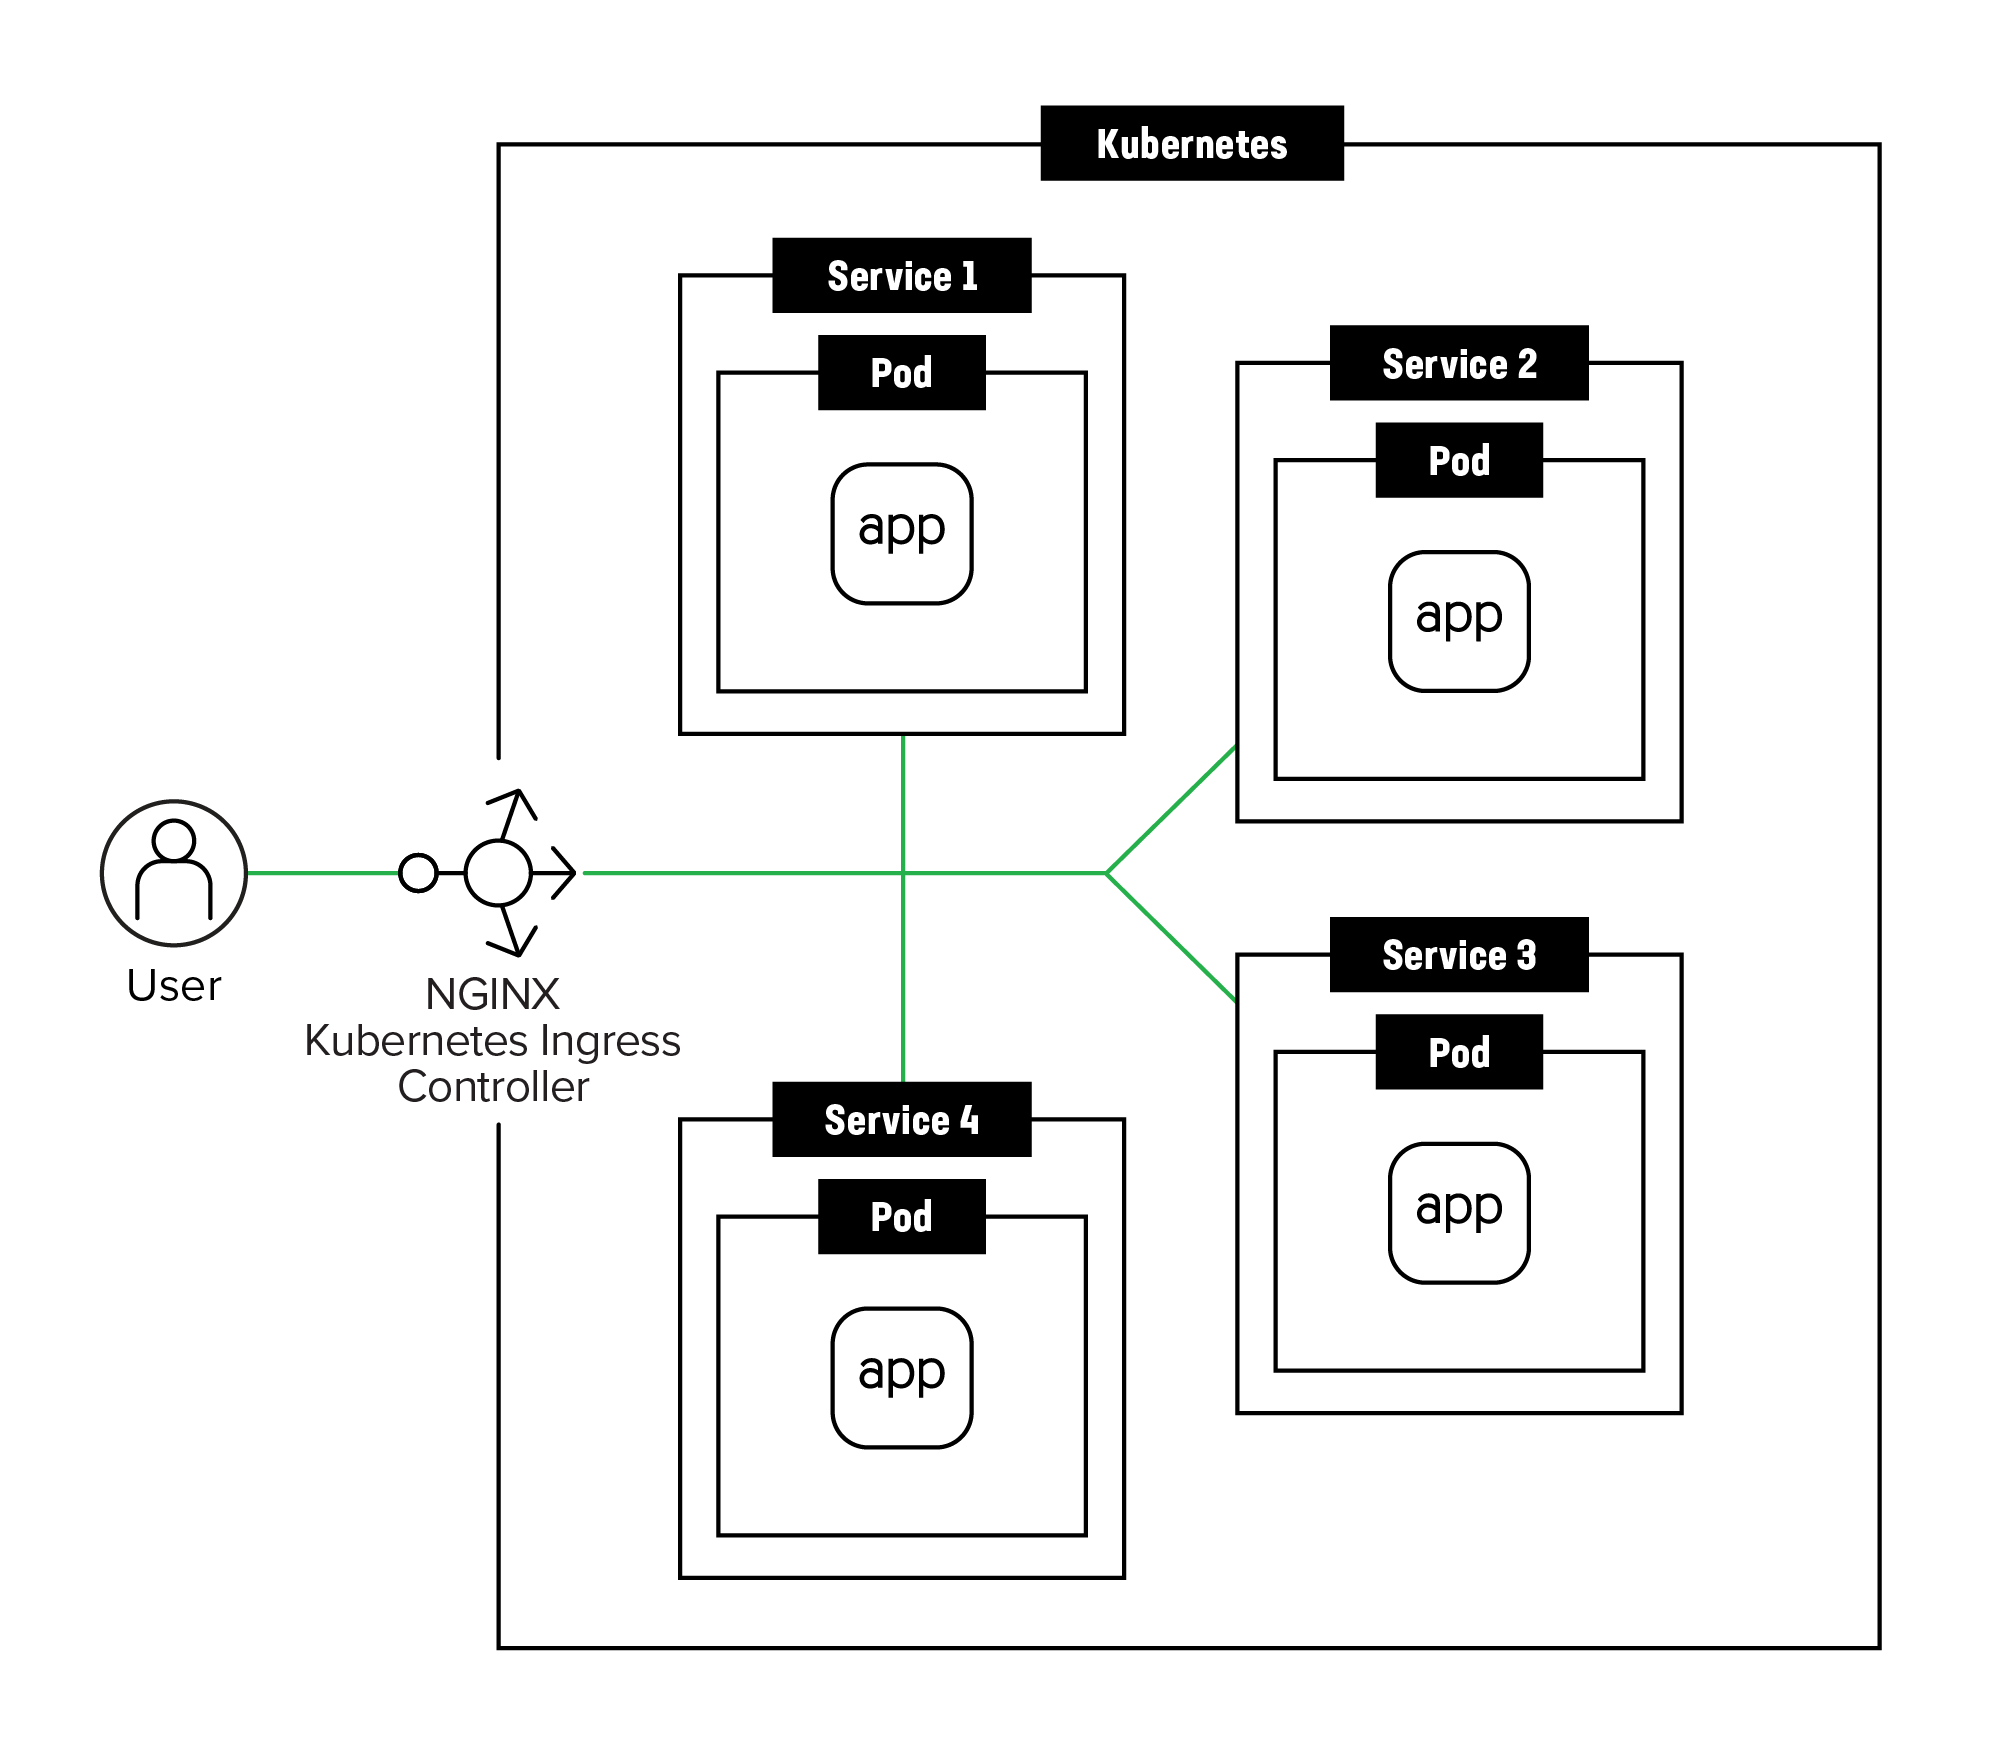 Kubernetes
Service 1
Pod
app
Service 2
Pod
app
User
NGINX
Kubernetes Ingress
Controller
Service 3
Pod
app
Service 4
Pod
app